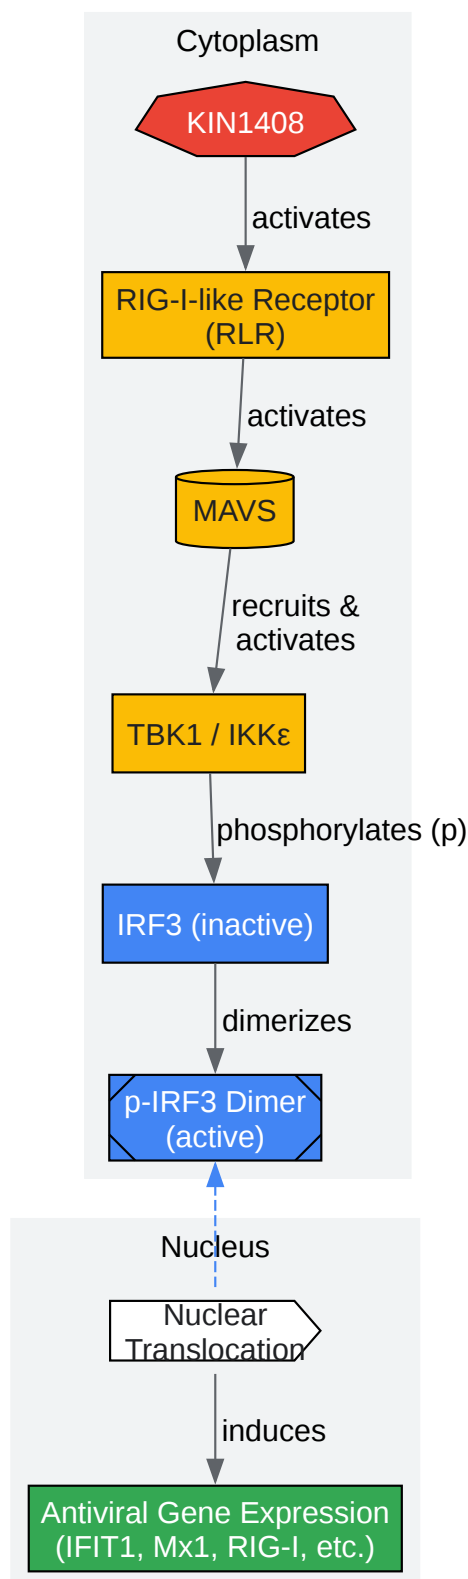 Cytoplasm
KIN1408
activates
RIG-I-like Receptor
(RLR)
activates
MAVS
recruits &
activates
TBK1 / IKKε
phosphorylates (p)
IRF3 (inactive)
dimerizes
p-IRF3 Dimer
(active)
Nucleus
Nuclear
Translocation
induces
Antiviral Gene Expression
(IFIT1, Mx1, RIG-I, etc.)